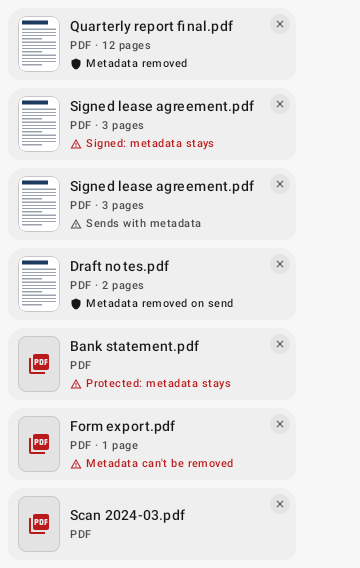 Quarterly report final.pdf
PDF · 12 pages
Metadata removed
Signed lease agreement.pdf
PDF · 3 pages
Signed: metadata stays
Signed lease agreement.pdf
PDF · 3 pages
Sends with metadata
Draft notes.pdf
PDF · 2 pages
Metadata removed on send
PDF
Bank statement.pdf
PDF
Protected: metadata stays
PDF
Form export.pdf
PDF · 1 page
Metadata can't be removed
PDF
Scan 2024-03.pdf
PDF